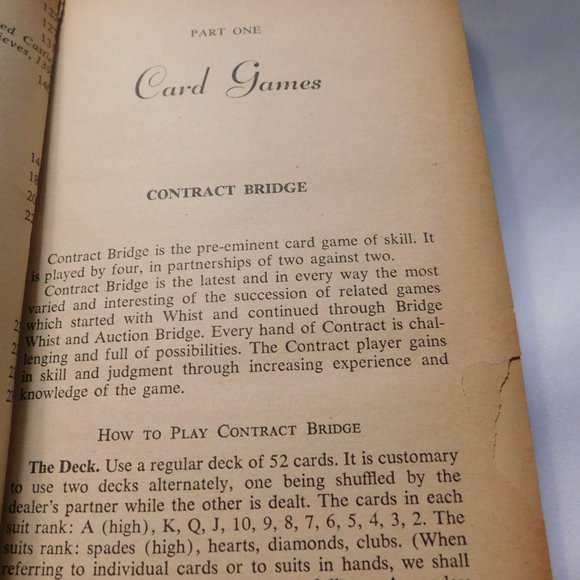 ed Castle
ieves, 139
PART ONE
Card Games
CONTRACT BRIDGE
Contract Bridge is the pre-eminent card game of skill. It
is played by four, in partnerships of two against two.
Contract Bridge is the latest and in every way the most
varied and interesting of the succession of related games
which started with Whist and continued through Bridge
Whist and Auction Bridge. Every hand of Contract is chal-
lenging and full of possibilities. The Contract player gains
in skill and judgment through increasing experience and
knowledge of the game.
HOW TO PLAY CONTRACT BRIDGE
The Deck. Use a regular deck of 52 cards. It is customary
to use two decks alternately, one being shuffled by the
dealer's partner while the other is dealt. The cards in each
suit rank: A (high), K, Q, J, 10, 9, 8, 7, 6, 5, 4, 3, 2. The
suits rank: spades (high), hearts, diamonds, clubs. (When
referring to individual cards or to suits in hands, we shall